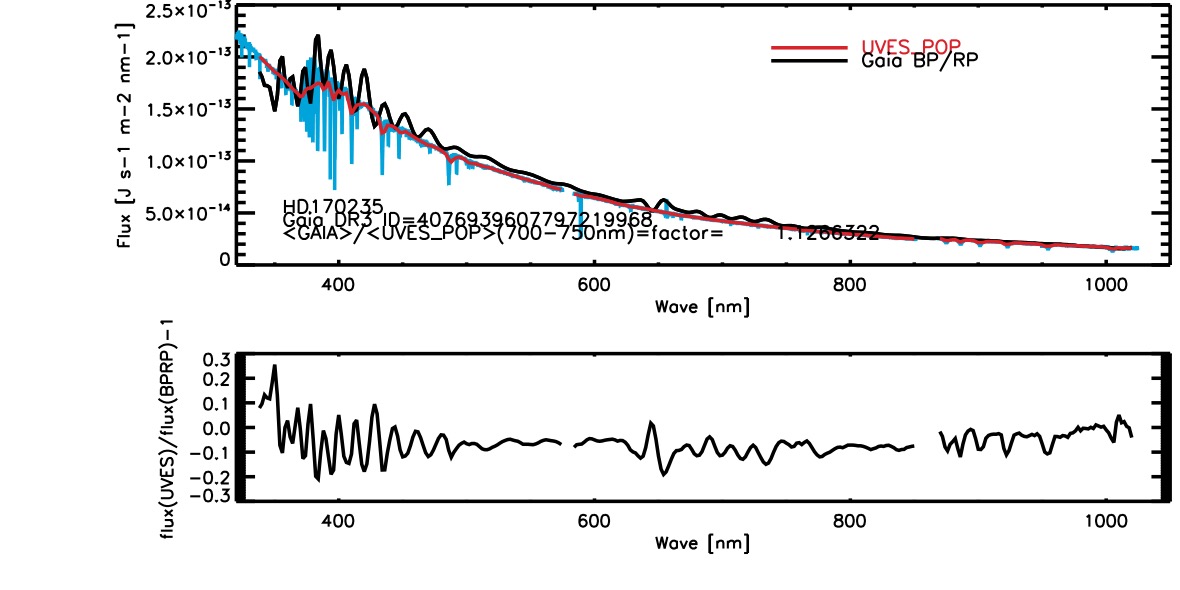 2.5×10−13
2.0×10−13
1.5×10−13
1.0×10−13
5.0×10−14
0
Flux [J s−1 m−2 nm−1]
UVES_POP
Gaia BP/RP
HD170235
Gaia DR3 ID=4076939607797219968
<GAIA>/<UVES_POP>(700−750nm)=factor= 1.1266322
400 600 800 1000
Wave [nm]
0.3
0.2
0.1
0.0
−0.1
−0.2
−0.3
flux(UVES)/flux(BPRP)−1
400 600 800 1000
Wave [nm]